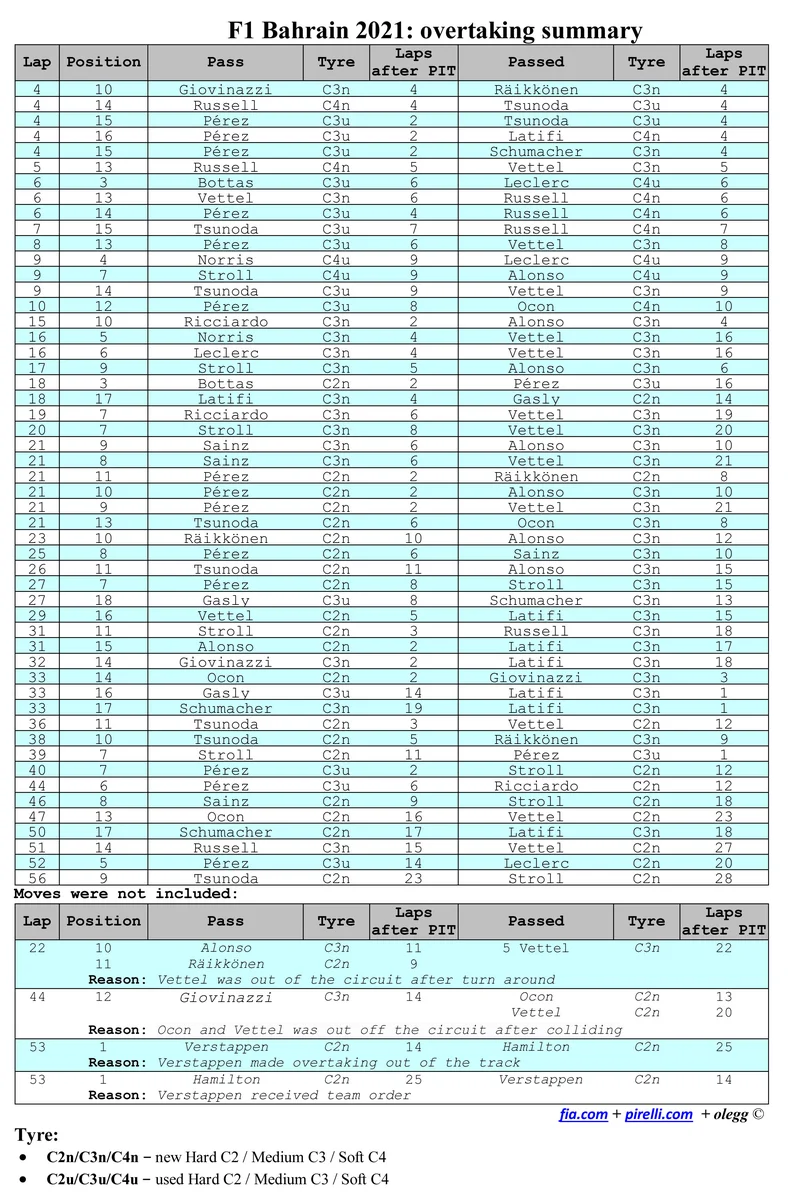 F1 Bahrain 2021: overtaking summary
Lap Position Pass Tyre Laps after PIT Passed Tyre Laps after PIT
4 10 Giovinazzi C3n 4 Räikkönen C3n 4
4 14 Russell C4n 4 Tsunoda C3u 4
4 15 Pérez C3u 2 Tsunoda C3u 4
4 16 Pérez C3u 2 Latifi C4n 4
4 15 Pérez C3u 2 Schumacher C3n 4
5 13 Russell C4n 5 Vettel C3n 5
6 3 Bottas C3u 6 Leclerc C4u 6
6 13 Vettel C3n 6 Russell C4n 6
6 14 Pérez C3u 4 Russell C4n 6
7 15 Tsunoda C3u 7 Russell C4n 7
8 13 Pérez C3u 6 Vettel C3n 8
9 4 Norris C4u 9 Leclerc C4u 9
9 7 Stroll C4u 9 Alonso C4u 9
9 14 Tsunoda C3u 9 Vettel C3n 9
10 12 Pérez C3u 8 Ocon C4n 10
15 10 Ricciardo C3n 2 Alonso C3n 4
16 5 Norris C3n 4 Vettel C3n 16
16 6 Leclerc C3n 4 Vettel C3n 16
17 9 Stroll C3n 5 Alonso C3n 6
18 3 Bottas C2n 2 Pérez C3u 16
18 17 Latifi C3n 4 Gasly C2n 14
19 7 Ricciardo C3n 6 Vettel C3n 19
20 7 Stroll C3n 8 Vettel C3n 20
21 9 Sainz C3n 6 Alonso C3n 10
21 8 Sainz C3n 6 Vettel C3n 21
21 11 Pérez C2n 2 Räikkönen C2n 8
21 10 Pérez C2n 2 Alonso C3n 10
21 9 Pérez C2n 2 Vettel C3n 21
21 13 Tsunoda C2n 6 Ocon C3n 8
23 10 Räikkönen C2n 10 Alonso C3n 12
25 8 Pérez C2n 6 Sainz C3n 10
26 11 Tsunoda C2n 11 Alonso C3n 15
27 7 Pérez C2n 8 Stroll C3n 15
27 18 Gasly C3u 8 Schumacher C3n 13
29 16 Vettel C2n 5 Latifi C3n 15
31 11 Stroll C2n 3 Russell C3n 18
31 15 Alonso C2n 2 Latifi C3n 17
32 14 Giovinazzi C3n 2 Latifi C3n 18
33 14 Ocon C2n 2 Giovinazzi C3n 3
33 16 Gasly C3u 14 Latifi C3n 1
33 17 Schumacher C3n 19 Latifi C3n 1
36 11 Tsunoda C2n 3 Vettel C2n 12
38 10 Tsunoda C2n 5 Räikkönen C3n 9
39 7 Stroll C2n 11 Pérez C3u 1
40 7 Pérez C3u 2 Stroll C2n 12
44 6 Pérez C3u 6 Ricciardo C2n 12
46 8 Sainz C2n 9 Stroll C2n 18
47 13 Ocon C2n 16 Vettel C2n 23
50 17 Schumacher C2n 17 Latifi C3n 18
51 14 Russell C3n 15 Vettel C2n 27
52 5 Pérez C3u 14 Leclerc C2n 20
56 9 Tsunoda C2n 23 Stroll C2n 28
Moves were not included:
Lap Position Pass Tyre Laps after PIT Passed Tyre Laps after PIT
22 10 Alonso C3n 11 5 Vettel C3n 22
11 Räikkönen C2n 9
Reason: Vettel was out of the circuit after turn around
44 12 Giovinazzi C3n 14 Ocon C2n 13
Vettel C2n 20
Reason: Ocon and Vettel was out off the circuit after colliding
53 1 Verstappen C2n 14 Hamilton C2n 25
Reason: Verstappen made overtaking out of the track
53 1 Hamilton C2n 25 Verstappen C2n 14
Reason: Verstappen received team order
fia.com + pirelli.com + olegg ©
Tyre:
• C2n/C3n/C4n – new Hard C2 / Medium C3 / Soft C4
• C2u/C3u/C4u – used Hard C2 / Medium C3 / Soft C4